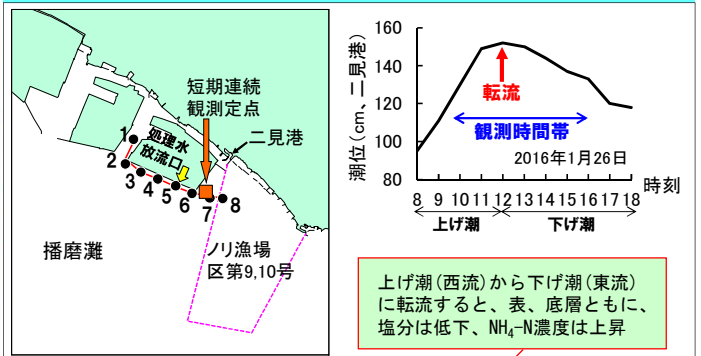 短期連続
観測定点
二見港
処理水
放流口
1
2
3
4
5
6
7
8
播磨灘
ノリ漁場
区第9,10号
潮位(cm、二見港)
160
140
120
100
80
転流
観測時間帯
2016年1月26日
時刻
8 9 10 11 12 13 14 15 16 17 18
上げ潮
下げ潮
上げ潮(西流)から下げ潮(東流)
に転流すると、表、底層ともに、
塩分は低下、NH₄-N濃度は上昇